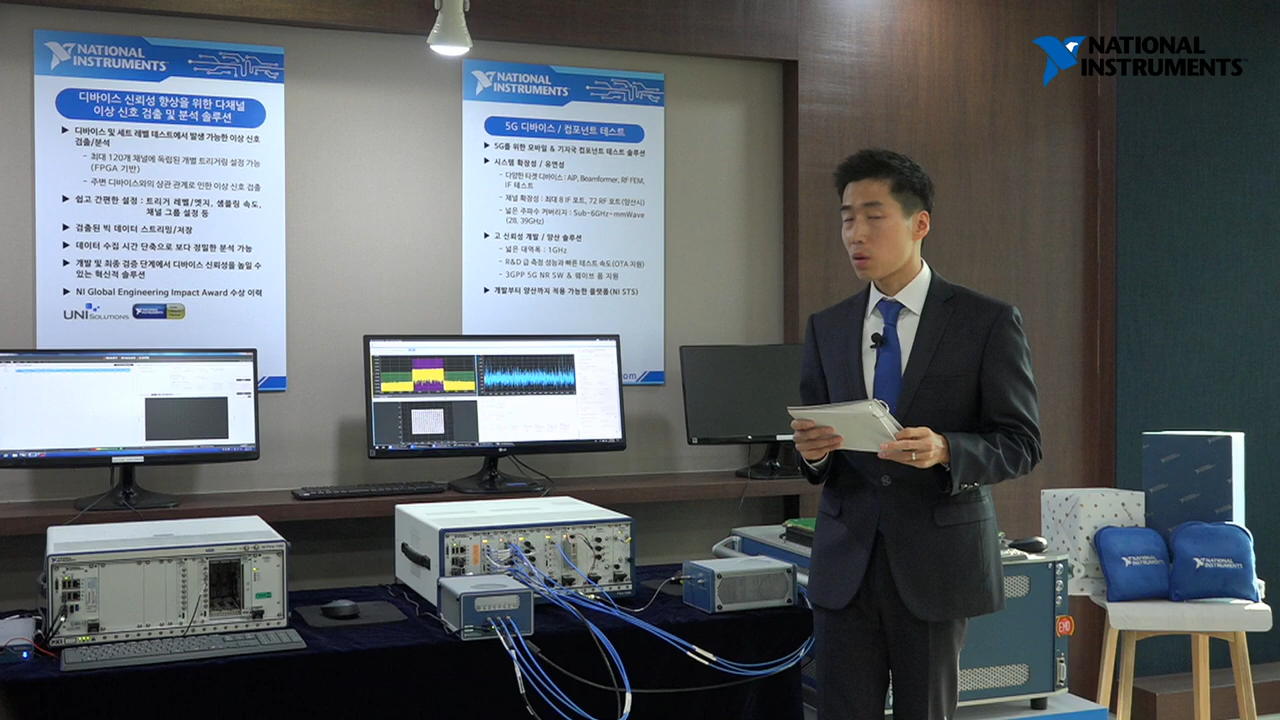 NATIONAL
INSTRUMENTS
디바이스 신뢰성 향상을 위한 다채널
이상 신호 검출 및 분석 솔루션
▶ 디바이스 및 세트 레벨 테스트에서 발생 가능한 이상 신호
검출/분석
- 최대 120개 채널에 독립된 개별 트리거링 설정 가능
(FPGA 기반)
- 주변 디바이스와의 상관 관계로 인한 이상 신호 검출
▶ 쉽고 간편한 설정 : 트리거 레벨/엣지, 샘플링 속도,
채널 그룹 설정 등
▶ 검출된 빅 데이터 스트리밍/저장
▶ 데이터 수집 시간 단축으로 보다 정밀한 분석 가능
▶ 개발 및 최종 검증 단계에서 디바이스 신뢰성을 높일 수
있는 혁신적 솔루션
▶ NI Global Engineering Impact Award 수상 이력
UNI SOLUTIONS
NATIONAL
INSTRUMENTS
5G 디바이스 / 컴포넌트 테스트
▶ 5G를 위한 모바일 & 기지국 컴포넌트 테스트 솔루션
▶ 시스템 확장성 / 유연성
- 다양한 타겟 디바이스 : AiP, Beamformer, RF FEM,
IF 테스트
- 채널 확장성 : 최대 8 IF 포트, 72 RF 포트(양산시)
- 넓은 주파수 커버리지 : Sub-6GHz~mmWave
(28, 39GHz)
▶ 고 신뢰성 개발 / 양산 솔루션
- 넓은 대역폭 : 1GHz
- R&D 급 측정 성능과 빠른 테스트 속도(OTA 지원)
- 3GPP 5G NR SW & 웨이브 폼 지원
▶ 개발부터 양산까지 적용 가능한 플랫폼(NI STS)
om
NATIONAL
INSTRUMENTS
LG
EMO
NATIONAL
INSTRUMENTS
NATIONAL
INSTRUMENTS